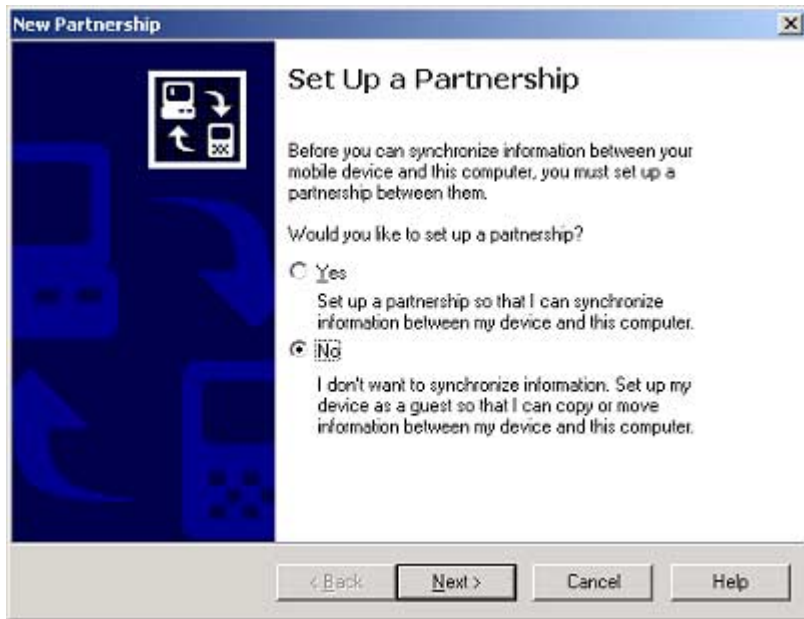 New Partnership
Set Up a Partnership
Before you can synchronize information between your
mobile device and this computer, you must set up a
partnership between them.
Would you like to set up a partnership?
Yes
Set up a partnership so that I can synchronize
information between my device and this computer.
No
I don't want to synchronize information. Set up my
device as a guest so that I can copy or move
information between my device and this computer.
< Back Next > Cancel Help